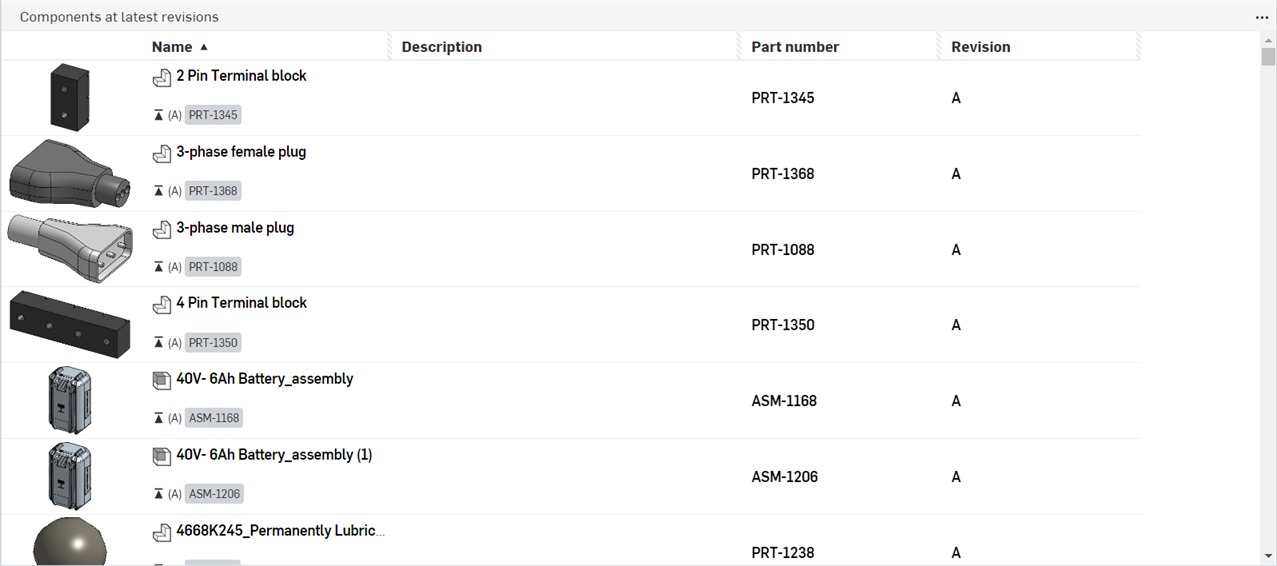 Components at latest revisions
Name Description Part number Revision
2 Pin Terminal block
(A) PRT-1345
PRT-1345 A
3-phase female plug
(A) PRT-1368
PRT-1368 A
3-phase male plug
(A) PRT-1088
PRT-1088 A
4 Pin Terminal block
(A) PRT-1350
PRT-1350 A
40V- 6Ah Battery_assembly
(A) ASM-1168
ASM-1168 A
40V- 6Ah Battery_assembly (1)
(A) ASM-1206
ASM-1206 A
4668K245_Permanently Lubric...
PRT-1238 A